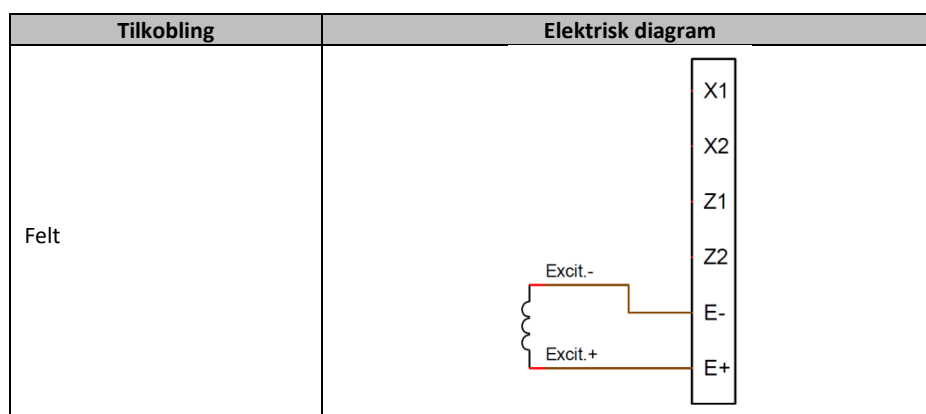 Tilkobling Elektrisk diagram
Felt
X1
X2
Z1
Z2
Excit.-
E-
Excit.+
E+